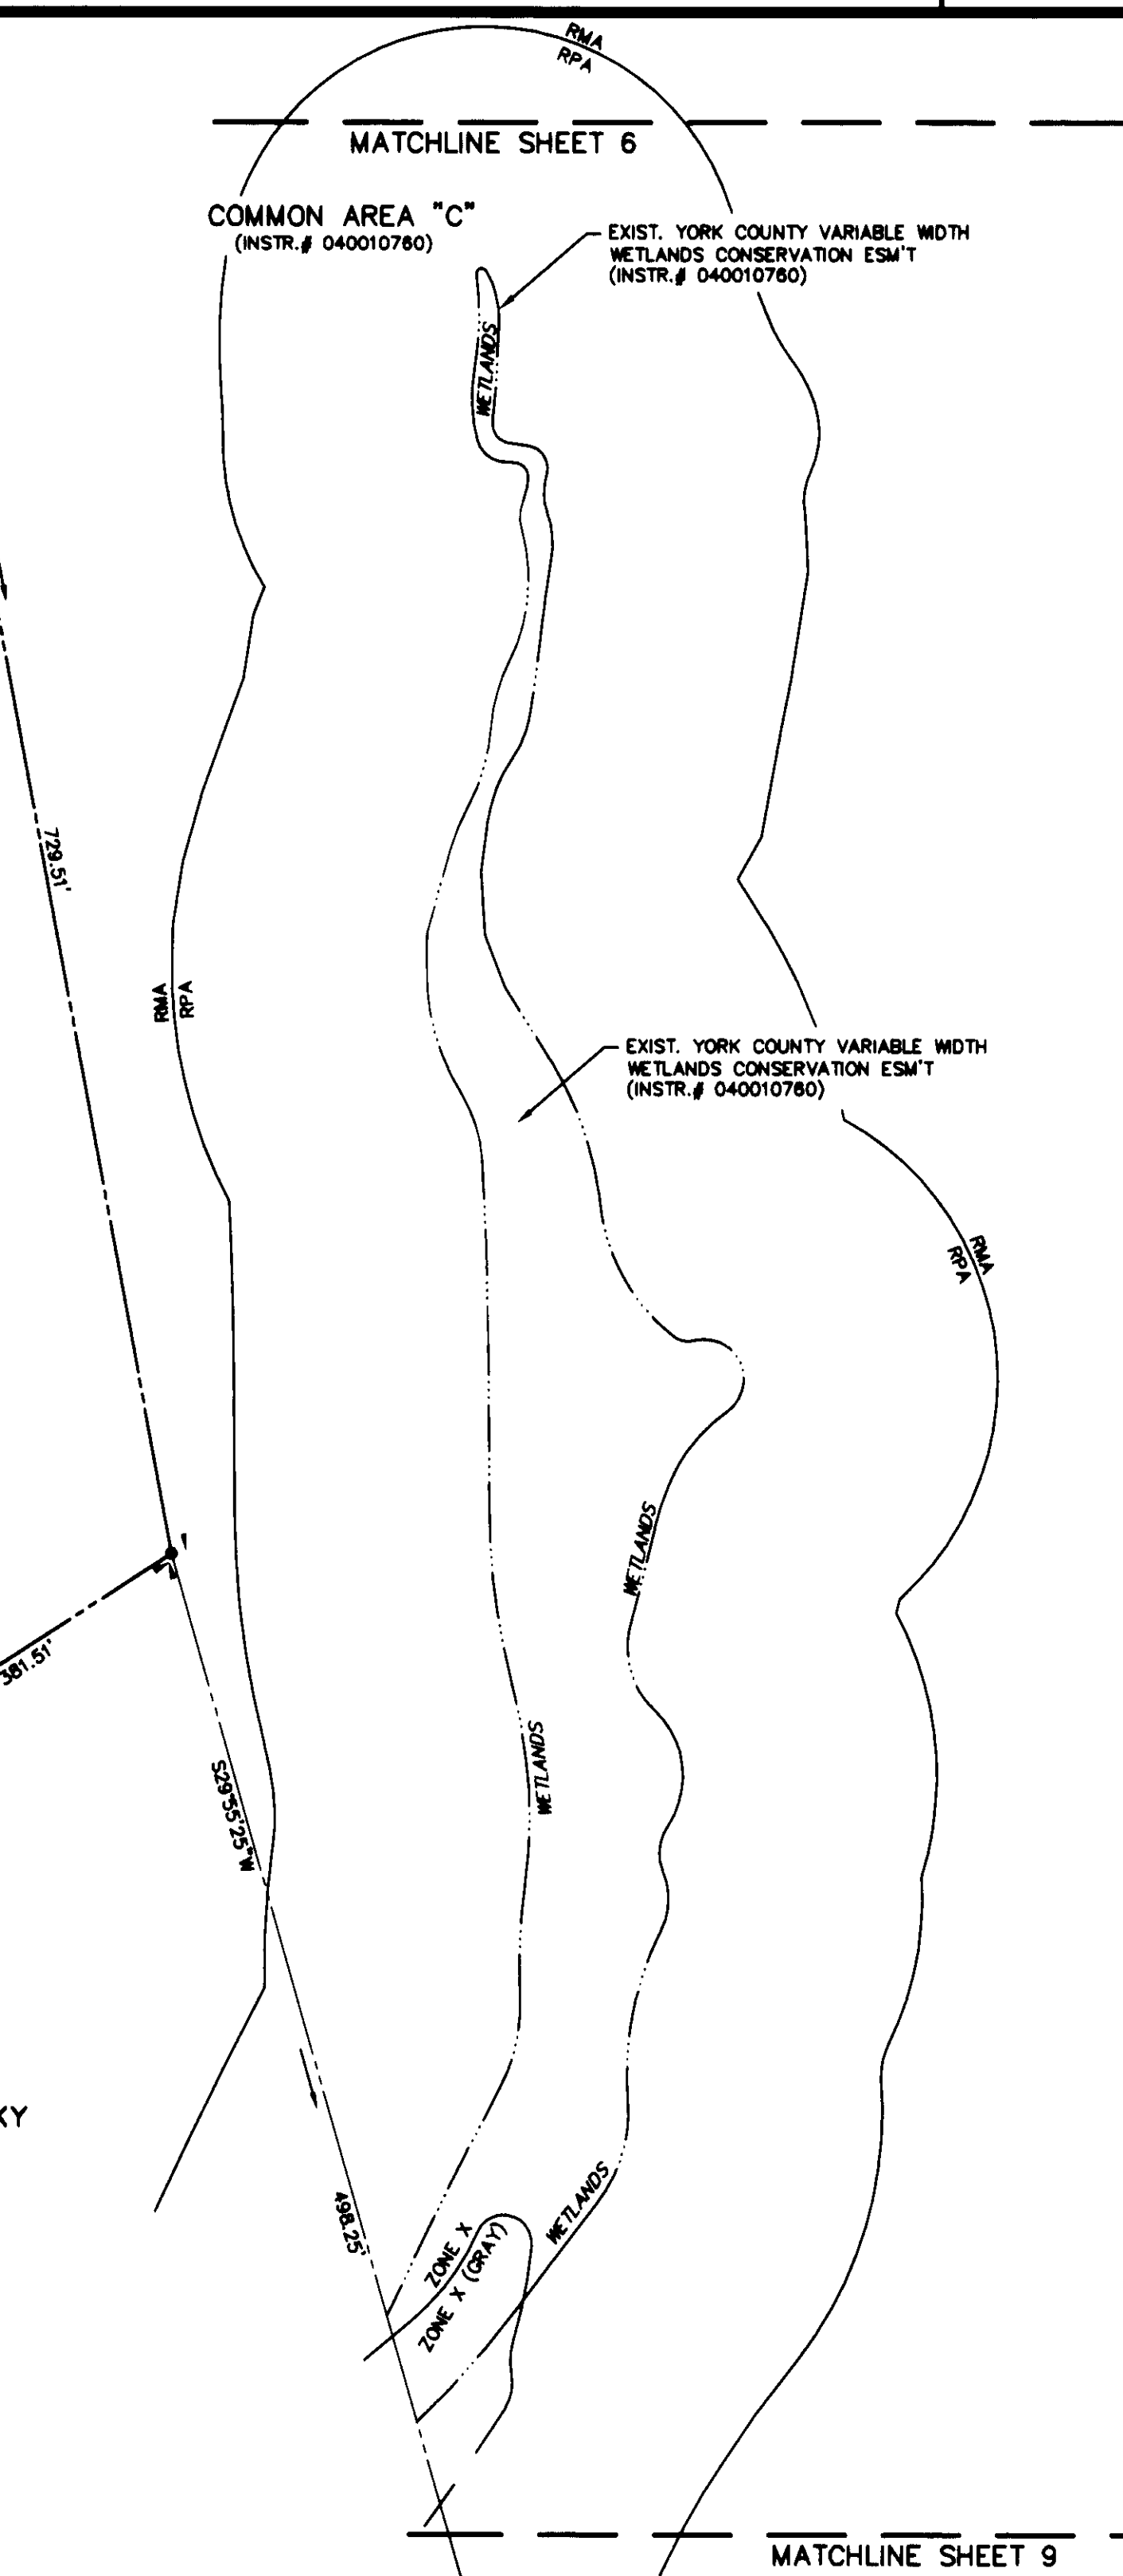 RMA
RPA
MATCHLINE SHEET 6
COMMON AREA "C"
(INSTR.# 040010760)
EXIST. YORK COUNTY VARIABLE WIDTH
WETLANDS CONSERVATION ESM'T
(INSTR.# 040010760)
WETLANDS
729.51'
RMA
RPA
EXIST. YORK COUNTY VARIABLE WIDTH
WETLANDS CONSERVATION ESM'T
(INSTR.# 040010760)
RMA
RPA
WETLANDS
381.51'
WETLANDS
S29°55'25"W
KY
498.25'
WETLANDS
ZONE X
ZONE X (GRAY)
MATCHLINE SHEET 9